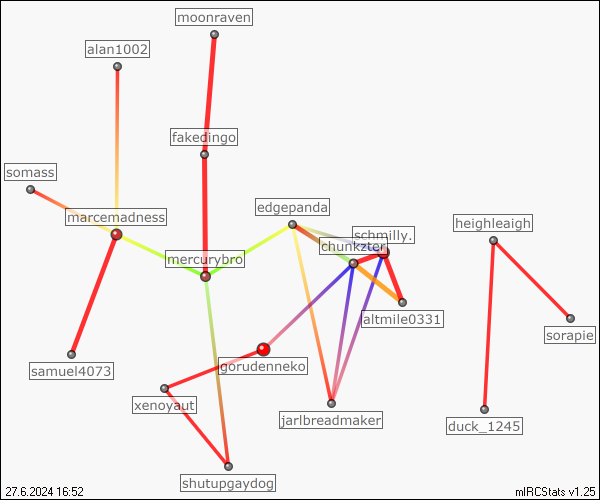 moonraven
alan1002
fakedingo
somass
marcemadness
edgepanda
heighleaigh
schmilly.
chunkzter
mercurybro
altmile0331
sorapie
gorudenneko
samuel4073
xenoyaut
jarlbreadmaker
duck_1245
shutupgaydog
27.6.2024 16:52
mIRCStats v1.25